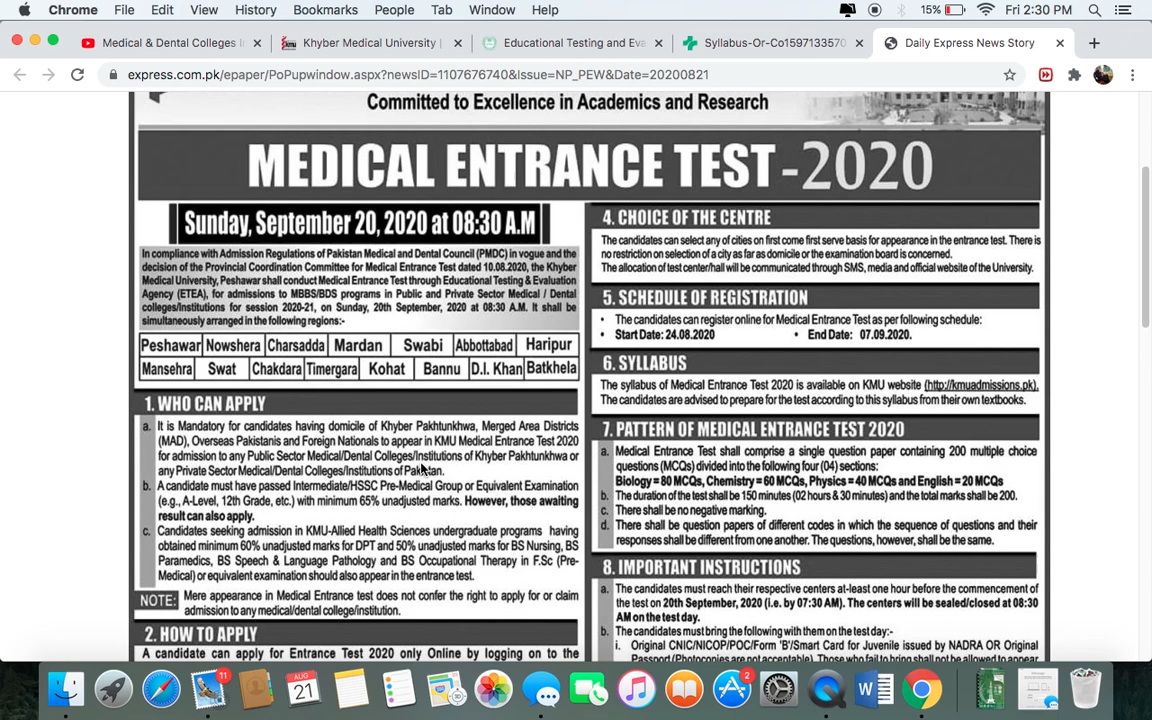 Chrome File Edit View History Bookmarks People Tab Window Help 15% Fri 2:30 PM
Medical & Dental Colleges I
Khyber Medical University |
Educational Testing and Eva
Syllabus-Or-Co1597133570
Daily Express News Story
express.com.pk/epaper/PoPupwindow.aspx?newsID=1107676740&Issue=NP_PEW&Date=20200821
Committed to Excellence in Academics and Research
MEDICAL ENTRANCE TEST-2020
Sunday, September 20, 2020 at 08:30 A.M
In compliance with Admission Regulations of Pakistan Medical and Dental Council (PMDC) in vogue and the
decision of the Provincial Coordination Committee for Medical Entrance Test dated 10.08.2020, the Khyber
Medical University, Peshawar shall conduct Medical Entrance Test through Educational Testing & Evaluation
Agency (ETEA), for admissions to MBBS/BDS programs in Public and Private Sector Medical / Dental
colleges/Institutions for session 2020-21, on Sunday, 20th September, 2020 at 08:30 A.M. It shall be
simultaneously arranged in the following regions:-
Peshawar Nowshera Charsadda Mardan Swabi Abbottabad Haripur
Mansehra Swat Chakdara Timergara Kohat Bannu D.I. Khan Batkhela
1. WHO CAN APPLY
a. It is Mandatory for candidates having domicile of Khyber Pakhtunkhwa, Merged Area Districts
(MAD), Overseas Pakistanis and Foreign Nationals to appear in KMU Medical Entrance Test 2020
for admission to any Public Sector Medical/Dental Colleges/Institutions of Khyber Pakhtunkhwa or
any Private Sector Medical/Dental Colleges/Institutions of Pakistan.
b. A candidate must have passed Intermediate/HSSC Pre-Medical Group or Equivalent Examination
(e.g., A-Level, 12th Grade, etc.) with minimum 65% unadjusted marks. However, those awaiting
result can also apply.
c. Candidates seeking admission in KMU-Allied Health Sciences undergraduate programs having
obtained minimum 60% unadjusted marks for DPT and 50% unadjusted marks for BS Nursing, BS
Paramedics, BS Speech & Language Pathology and BS Occupational Therapy in F.Sc (Pre-
Medical) or equivalent examination should also appear in the entrance test.
NOTE: Mere appearance in Medical Entrance test does not confer the right to apply for or claim
admission to any medical/dental college/institution.
2. HOW TO APPLY
A candidate can apply for Entrance Test 2020 only Online by logging on to the
4. CHOICE OF THE CENTRE
The candidates can select any of cities on first come first serve basis for appearance in the entrance test. There is
no restriction on selection of a city as far as domicile or the examination board is concerned.
The allocation of test center/hall will be communicated through SMS, media and official website of the University.
5. SCHEDULE OF REGISTRATION
• The candidates can register online for Medical Entrance Test as per following schedule:
• Start Date: 24.08.2020 • End Date: 07.09.2020.
6. SYLLABUS
The syllabus of Medical Entrance Test 2020 is available on KMU website (http://kmuadmissions.pk).
The candidates are advised to prepare for the test according to this syllabus from their own textbooks.
7. PATTERN OF MEDICAL ENTRANCE TEST 2020
a. Medical Entrance Test shall comprise a single question paper containing 200 multiple choice
questions (MCQs) divided into the following four (04) sections:
Biology = 80 MCQs, Chemistry = 60 MCQs, Physics = 40 MCQs and English = 20 MCQs
b. The duration of the test shall be 150 minutes (02 hours & 30 minutes) and the total marks shall be 200.
c. There shall be no negative marking.
d. There shall be question papers of different codes in which the sequence of questions and their
responses shall be different from one another. The questions, however, shall be the same.
8. IMPORTANT INSTRUCTIONS
a. The candidates must reach their respective centers at-least one hour before the commencement of
the test on 20th September, 2020 (i.e. by 07:30 AM). The centers will be sealed/closed at 08:30
AM on the test day.
b. The candidates must bring the following with them on the test day:-
i. Original CNIC/NICOP/POC/Form 'B'/Smart Card for Juvenile issued by NADRA OR Original
Passport (Photocopies are not acceptable). Those who fail to bring shall not be allowed to appear
11
AUG
21
2